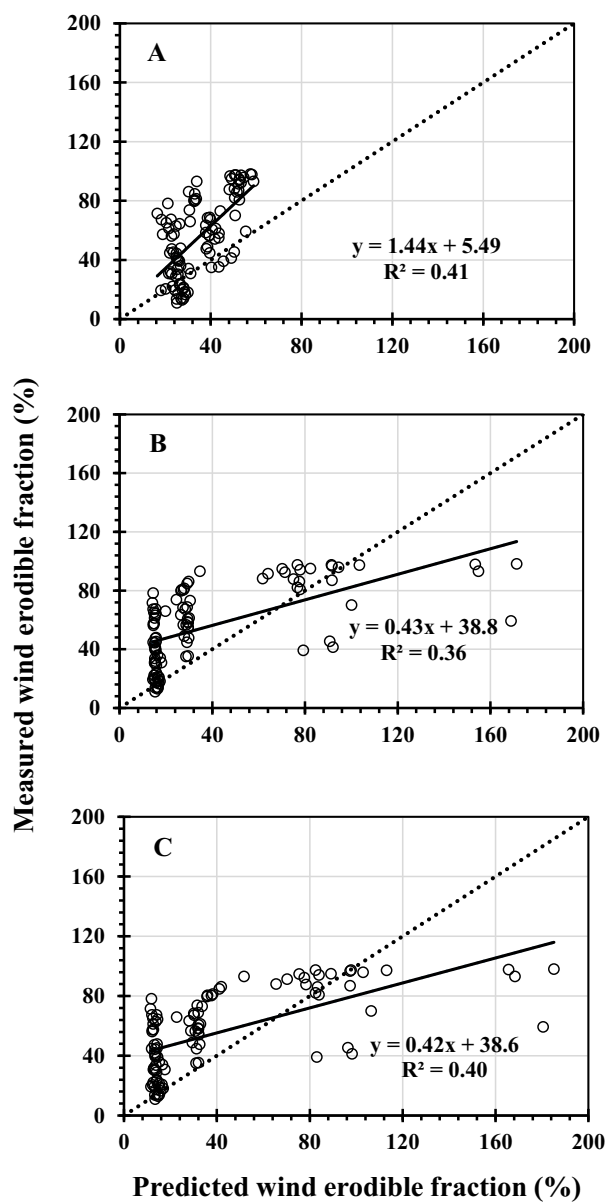 Measured wind erodible fraction (%)
200
160
120
80
40
0
A
y = 1.44x + 5.49
R² = 0.41
0 40 80 120 160 200
200
160
120
80
40
0
B
y = 0.43x + 38.8
R² = 0.36
0 40 80 120 160 200
200
160
120
80
40
0
C
y = 0.42x + 38.6
R² = 0.40
0 40 80 120 160 200
Predicted wind erodible fraction (%)